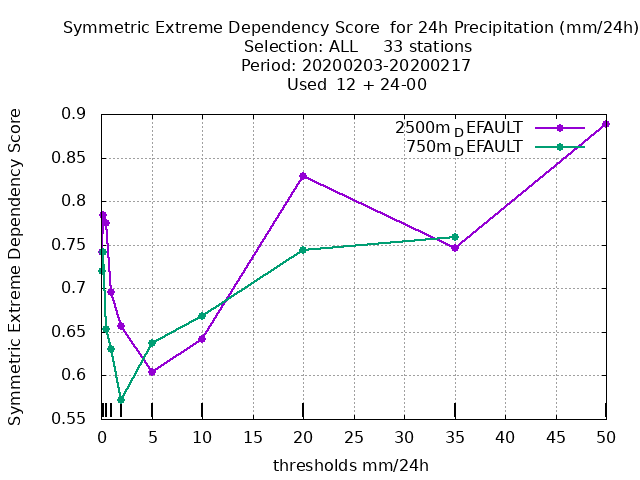 Symmetric Extreme Dependency Score  for 24h Precipitation (mm/24h)
Selection: ALL     33 stations
Period: 20200203-20200217
Used  12 + 24-00
2500m_DEFAULT
750m_DEFAULT
Symmetric Extreme Dependency Score
0.9
0.85
0.8
0.75
0.7
0.65
0.6
0.55
0 5 10 15 20 25 30 35 40 45 50
thresholds mm/24h